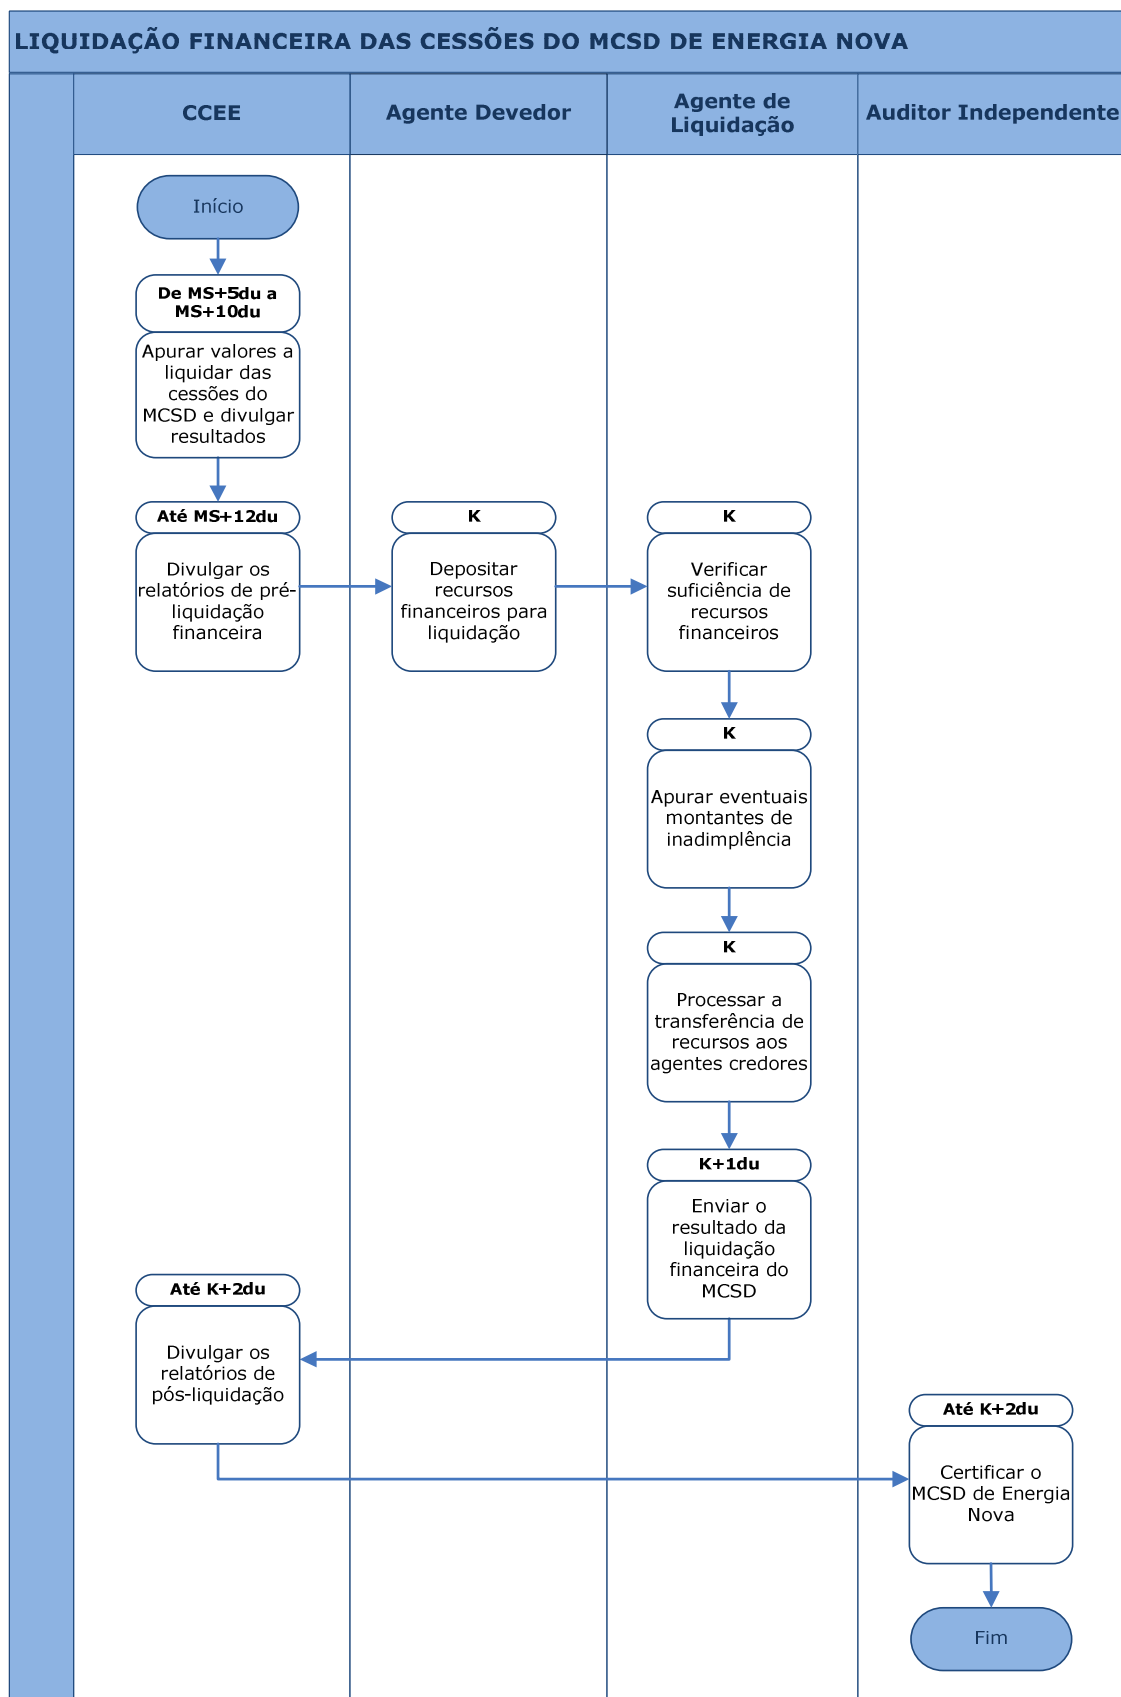 LIQUIDAÇÃO FINANCEIRA DAS CESSÕES DO MCSD DE ENERGIA NOVA
CCEE
Agente Devedor
Agente de
Liquidação
Auditor Independente
Início
De MS+5du a
MS+10du
Apurar valores a
liquidar das
cessões do
MCSD e divulgar
resultados
Até MS+12du
Divulgar os
relatórios de pré-
liquidação
financeira
K
Depositar
recursos
financeiros para
liquidação
K
Verificar
suficiência de
recursos
financeiros
K
Apurar eventuais
montantes de
inadimplência
K
Processar a
transferência de
recursos aos
agentes credores
K+1du
Enviar o
resultado da
liquidação
financeira do
MCSD
Até K+2du
Divulgar os
relatórios de
pós-liquidação
Até K+2du
Certificar o
MCSD de Energia
Nova
Fim